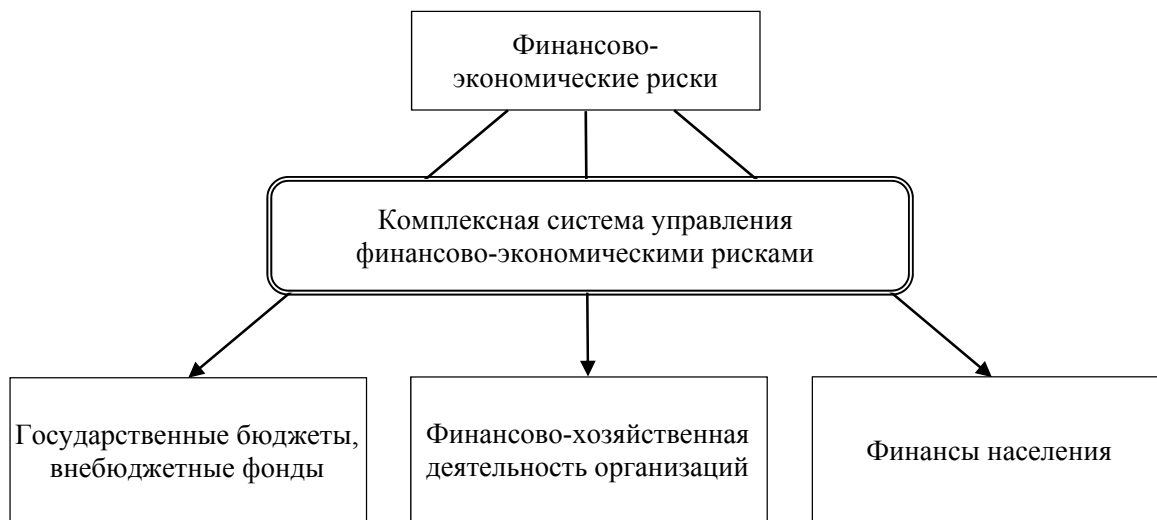 Финансово-
экономические риски
Комплексная система управления
финансово-экономическими рисками
Государственные бюджеты,
внебюджетные фонды
Финансово-хозяйственная
деятельность организаций
Финансы населения